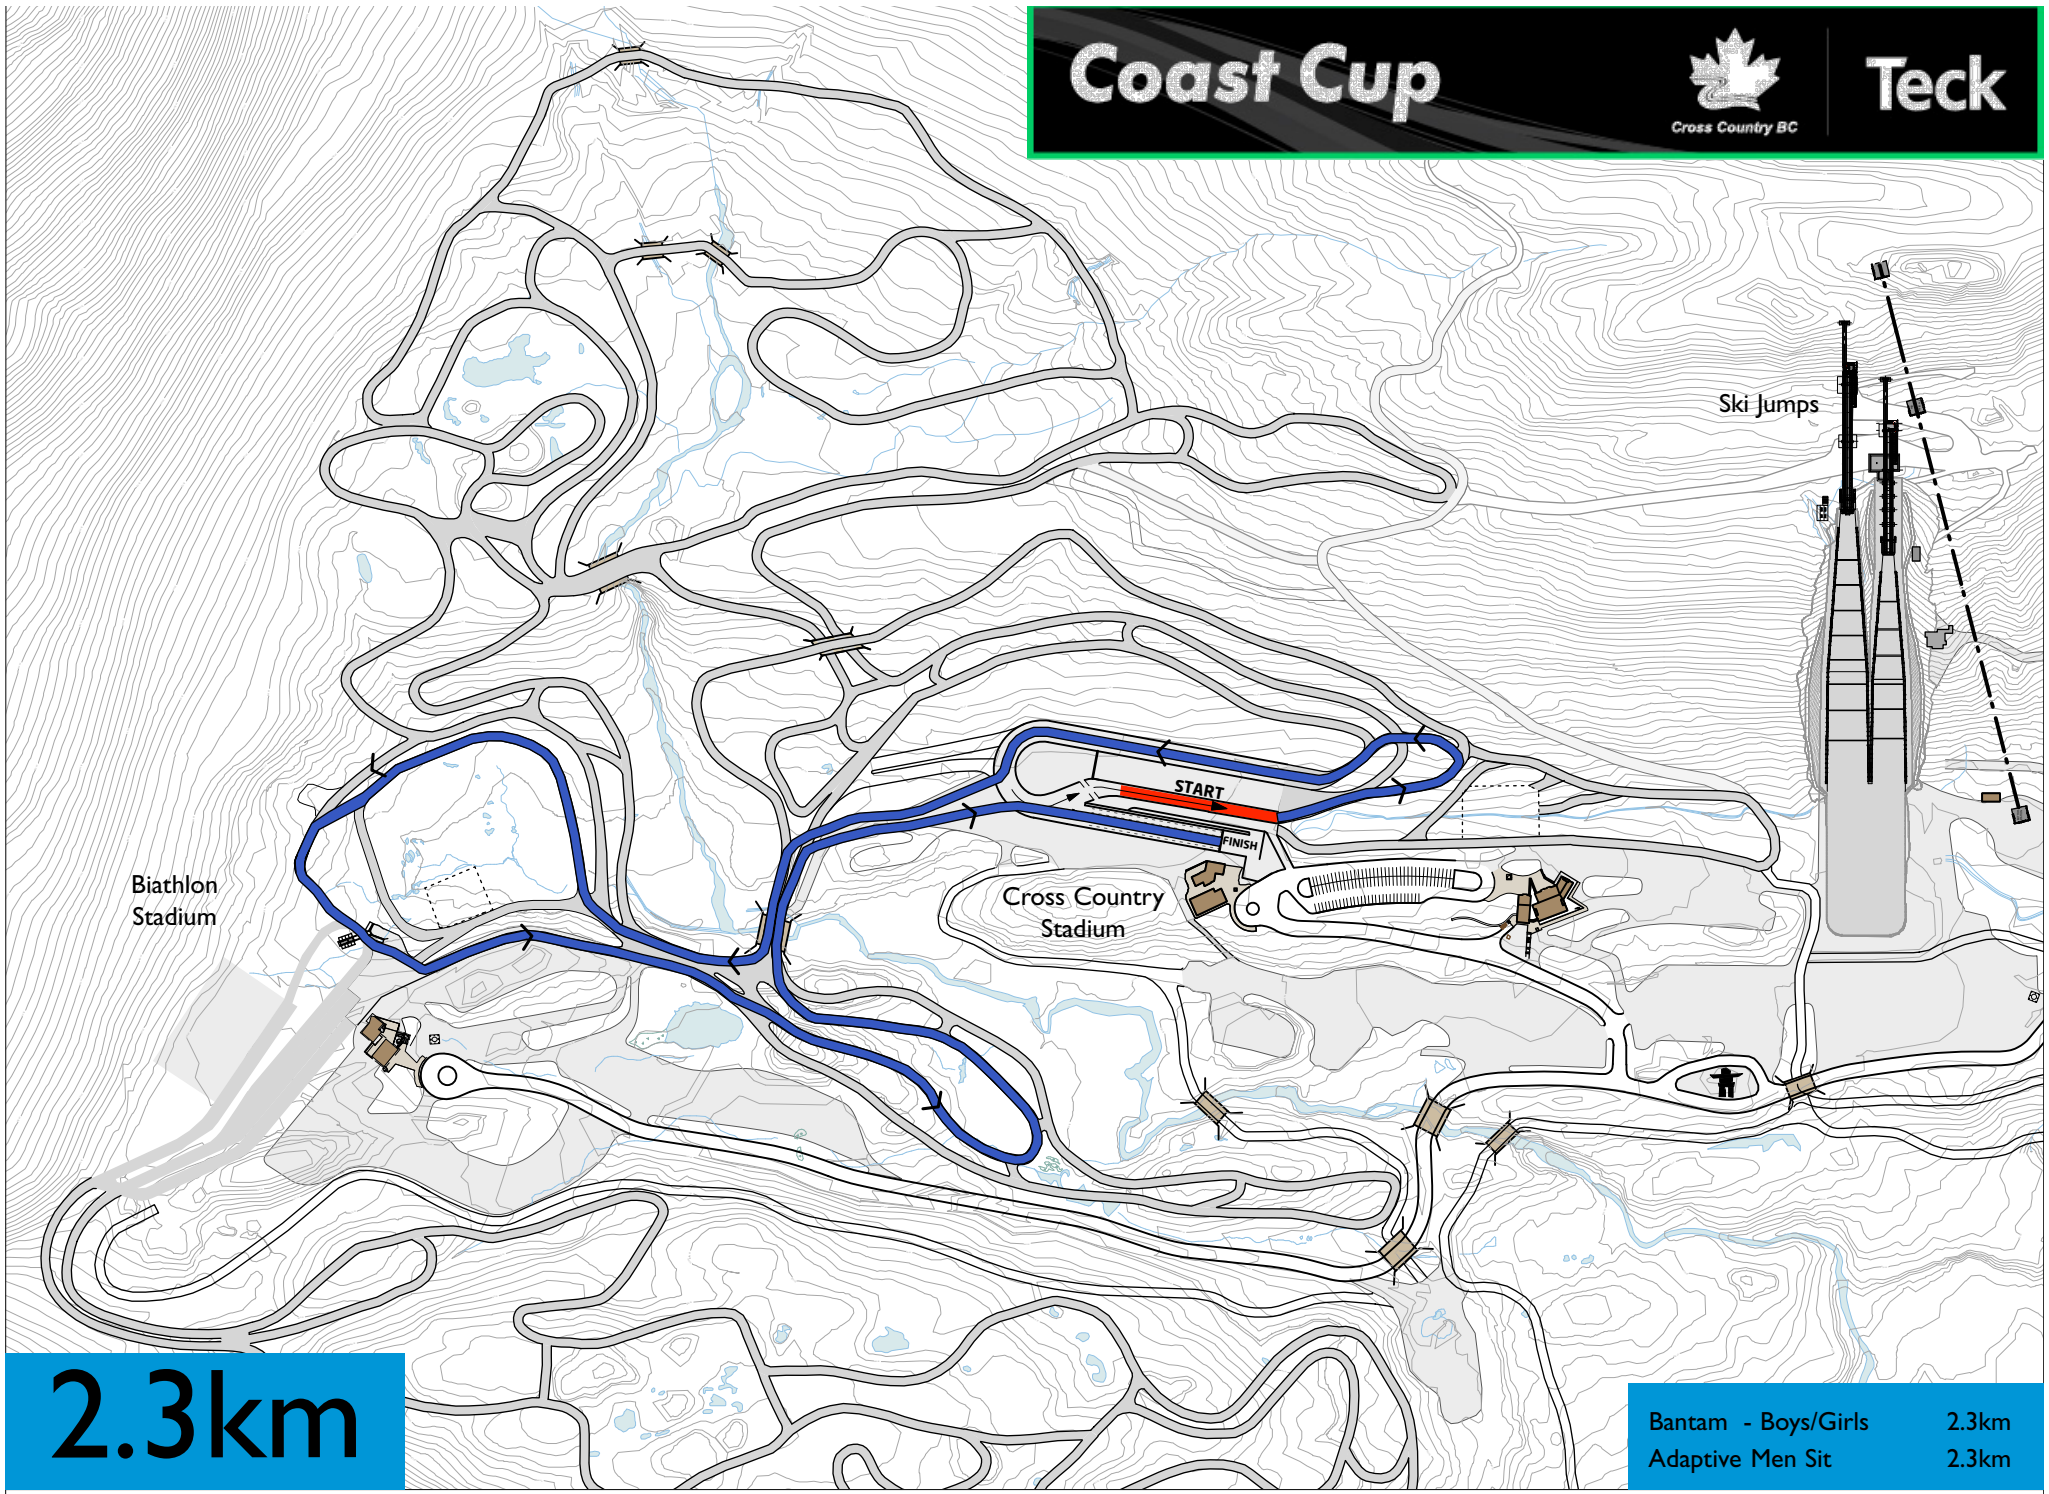 Coast Cup
Cross Country BC
Teck
Ski Jumps
START
FINISH
Biathlon
Stadium
Cross Country
Stadium
2.3km
Bantam - Boys/Girls 2.3km
Adaptive Men Sit 2.3km